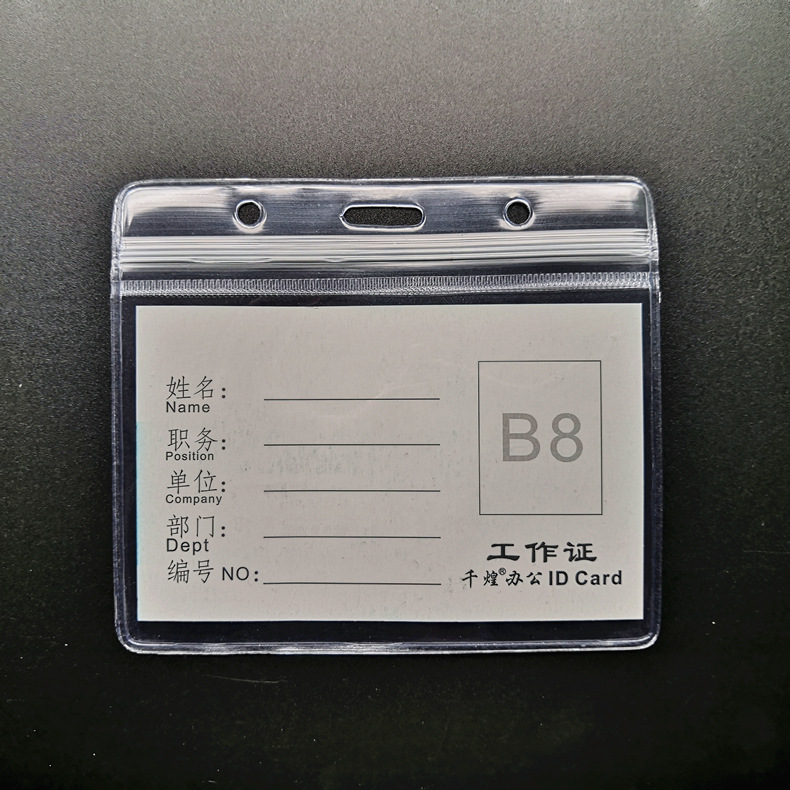 姓名：
Name
职务：
Position
单位：
Company
部门：
Dept
编号 NO：
B8
工作证
千煌®办公 ID Card